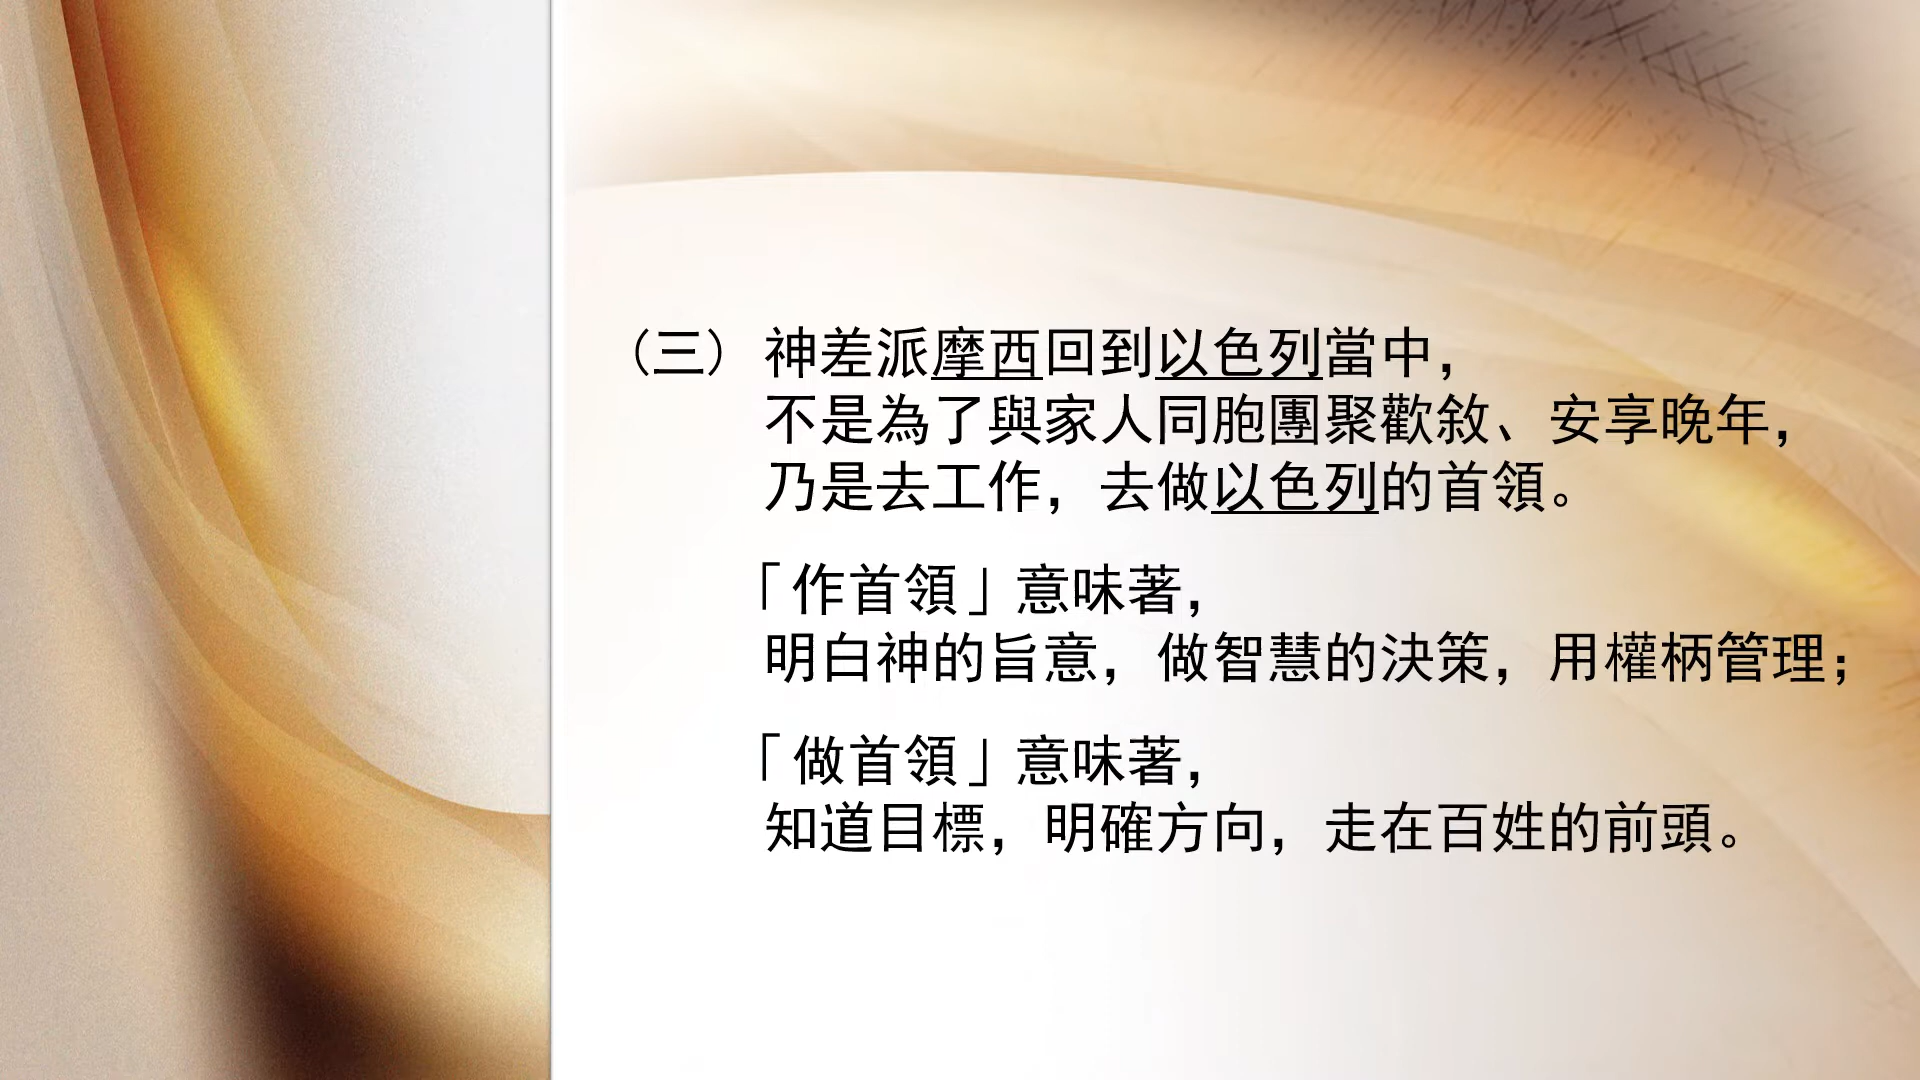 （三）神差派摩西回到以色列當中，
不是為了與家人同胞團聚歡敘、安享晚年，
乃是去工作，去做以色列的首領。
「作首領」意味著，
明白神的旨意，做智慧的決策，用權柄管理；
「做首領」意味著，
知道目標，明確方向，走在百姓的前頭。